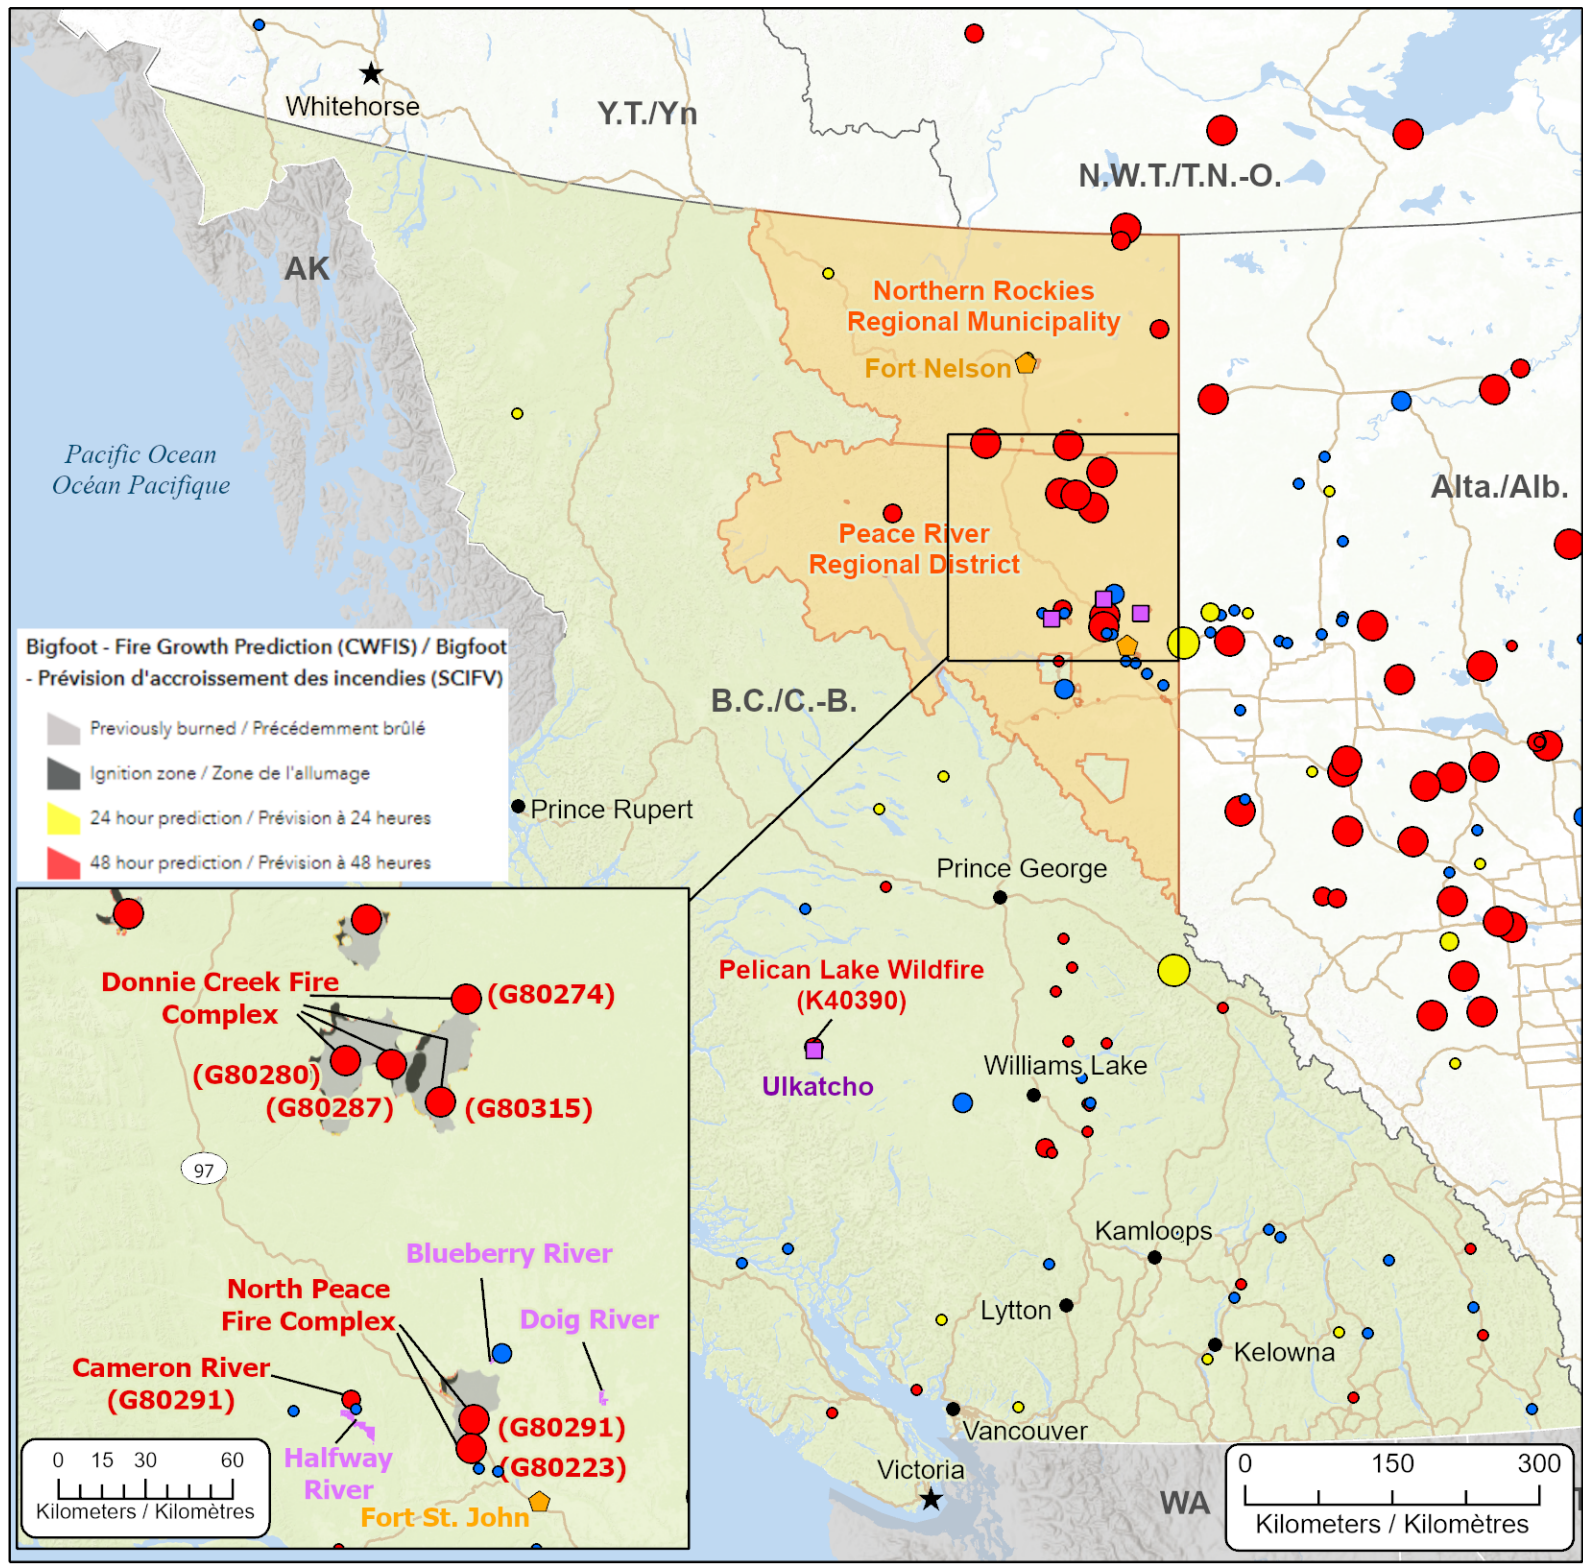 Whitehorse
Y.T./Yn
N.W.T./T.N.-O.
AK
Northern Rockies
Regional Municipality
Fort Nelson
Pacific Ocean
Océan Pacifique
Alta./Alb.
Peace River
Regional District
Bigfoot - Fire Growth Prediction (CWFIS) / Bigfoot
- Prévision d'accroissement des incendies (SCIFV)
Previously burned / Précédemment brûlé
Ignition zone / Zone de l'allumage
24 hour prediction / Prévision à 24 heures
48 hour prediction / Prévision à 48 heures
B.C./C.-B.
Prince Rupert
Prince George
Pelican Lake Wildfire
(K40390)
Ulkatcho
Williams Lake
Kamloops
Lytton
Kelowna
Vancouver
Victoria
WA
0 150 300
Kilometers / Kilomètres
Donnie Creek Fire
Complex
(G80274)
(G80280)
(G80287)
(G80315)
97
Blueberry River
North Peace
Fire Complex
Doig River
Cameron River
(G80291)
(G80291)
Halfway
River
(G80223)
Fort St. John
0 15 30 60
Kilometers / Kilomètres